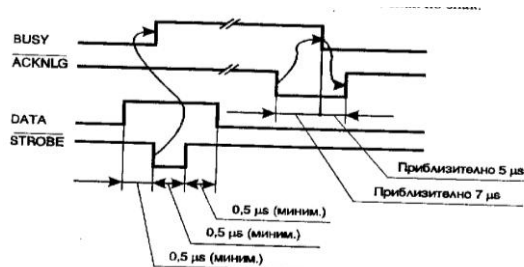 BUSY
ACKNLG
DATA
STROBE
Приблизително 5 µs
Приблизително 7 µs
0,5 µs (миним.)
0,5 µs (миним.)
0,5 µs (миним.)